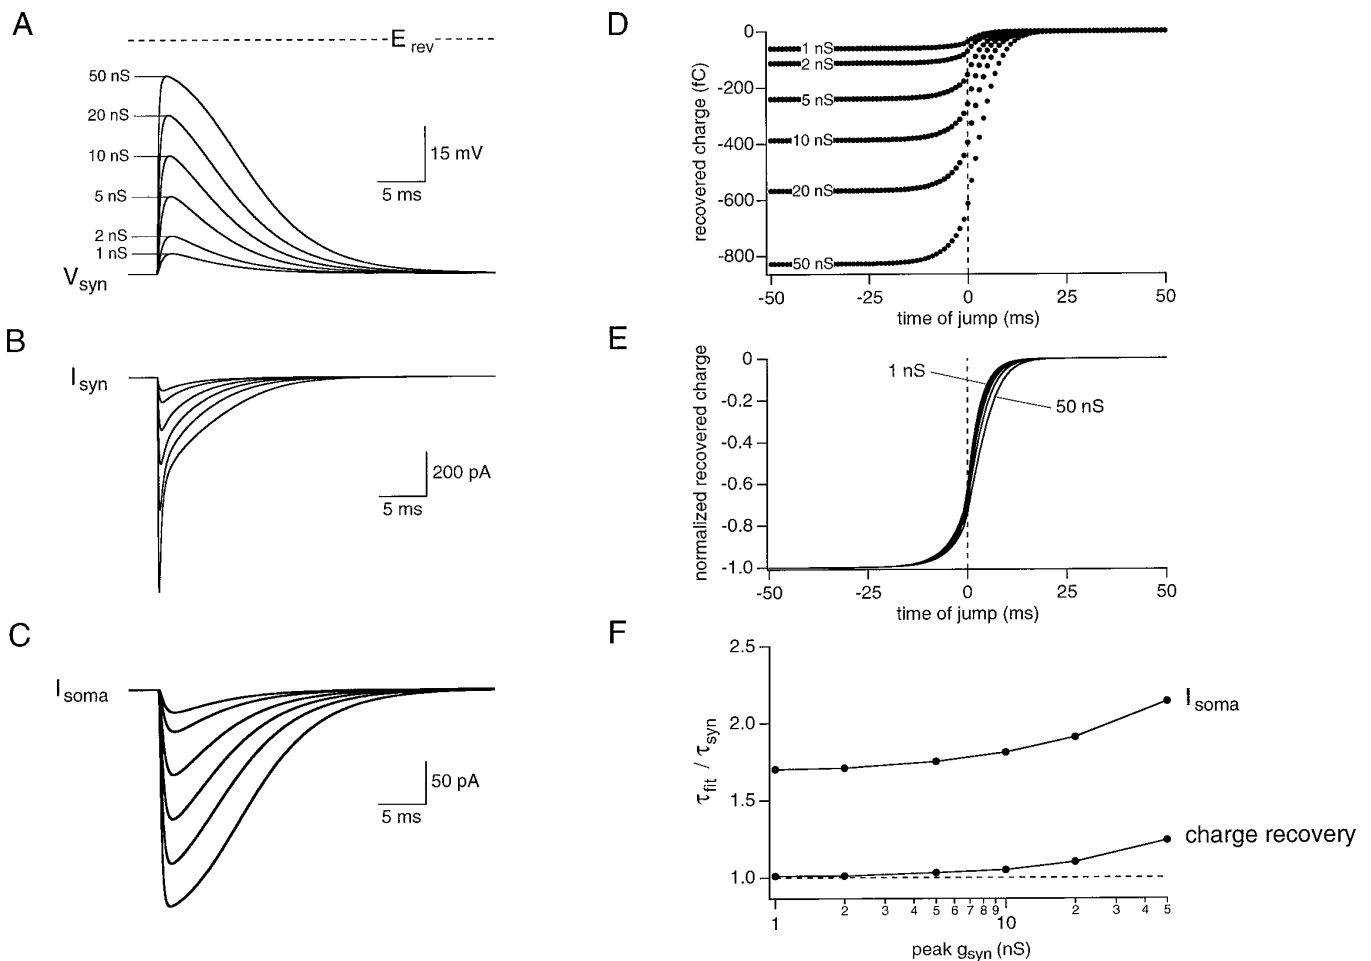 A
E rev
50 nS
20 nS
10 nS
5 nS
2 nS
1 nS
V syn
15 mV
5 ms
B
I syn
200 pA
5 ms
C
I soma
50 pA
5 ms
D
recovered charge (fC)
0
-200
-400
-600
-800
1 nS
2 nS
5 nS
10 nS
20 nS
50 nS
-50 -25 0 25 50
time of jump (ms)
E
normalized recovered charge
0
-0.2
-0.4
-0.6
-0.8
-1.0
1 nS
50 nS
-50 -25 0 25 50
time of jump (ms)
F
τfit / τsyn
2.5
2.0
1.5
1.0
I soma
charge recovery
1 2 3 4 5 6 7 8 9 10 2 3 4 5
peak gsyn (nS)